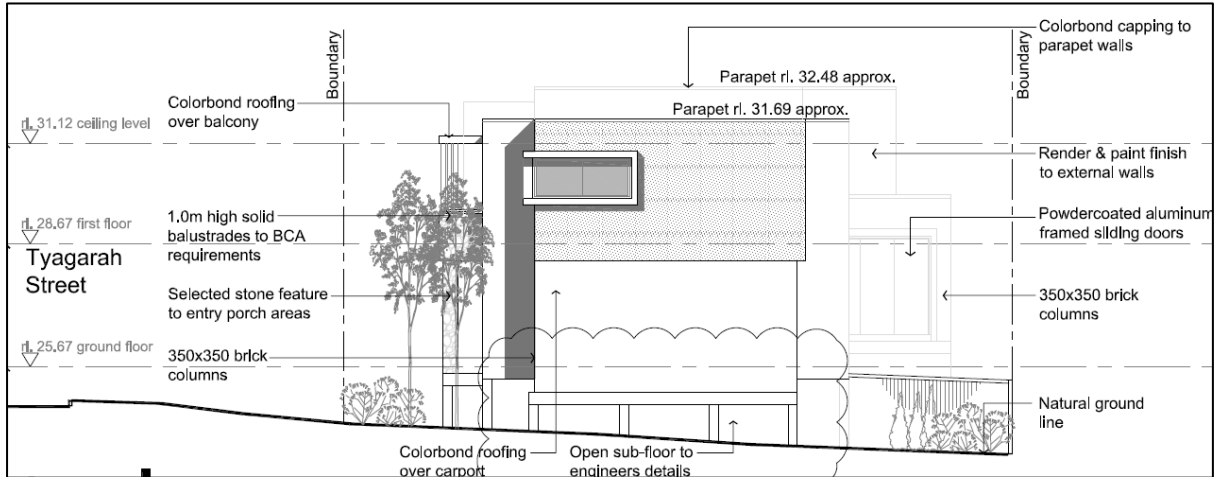 Colorbond capping to
parapet walls
Boundary
Boundary
Parapet rl. 32.48 approx.
Colorbond roofing
over balcony
Parapet rl. 31.69 approx.
rl. 31.12 ceiling level
Render & paint finish
to external walls
1.0m high solid
balustrades to BCA
requirements
rl. 28.67 first floor
Powdercoated aluminum
framed sliding doors
Tyagarah
Street
Selected stone feature
to entry porch areas
350x350 brick
columns
rl. 25.67 ground floor
350x350 brick
columns
Natural ground
line
Colorbond roofing
over carport
Open sub-floor to
engineers details